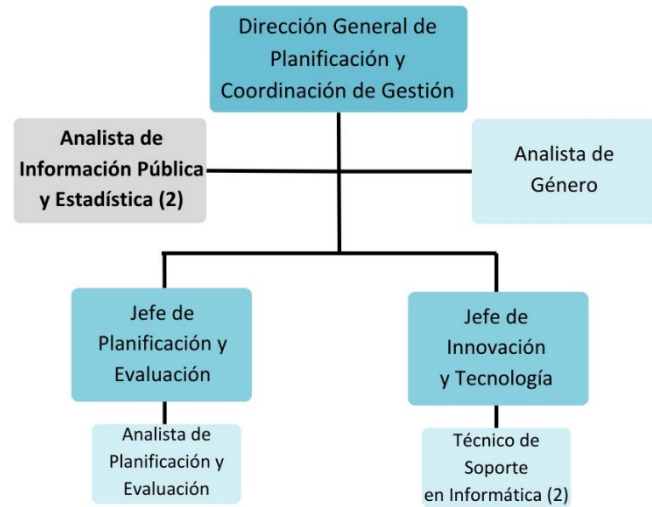 Dirección General de
Planificación y
Coordinación de Gestión
Analista de
Información Pública
y Estadística (2)
Analista de
Género
Jefe de
Planificación y
Evaluación
Jefe de
Innovación
y Tecnología
Analista de
Planificación y
Evaluación
Técnico de
Soporte
en Informática (2)